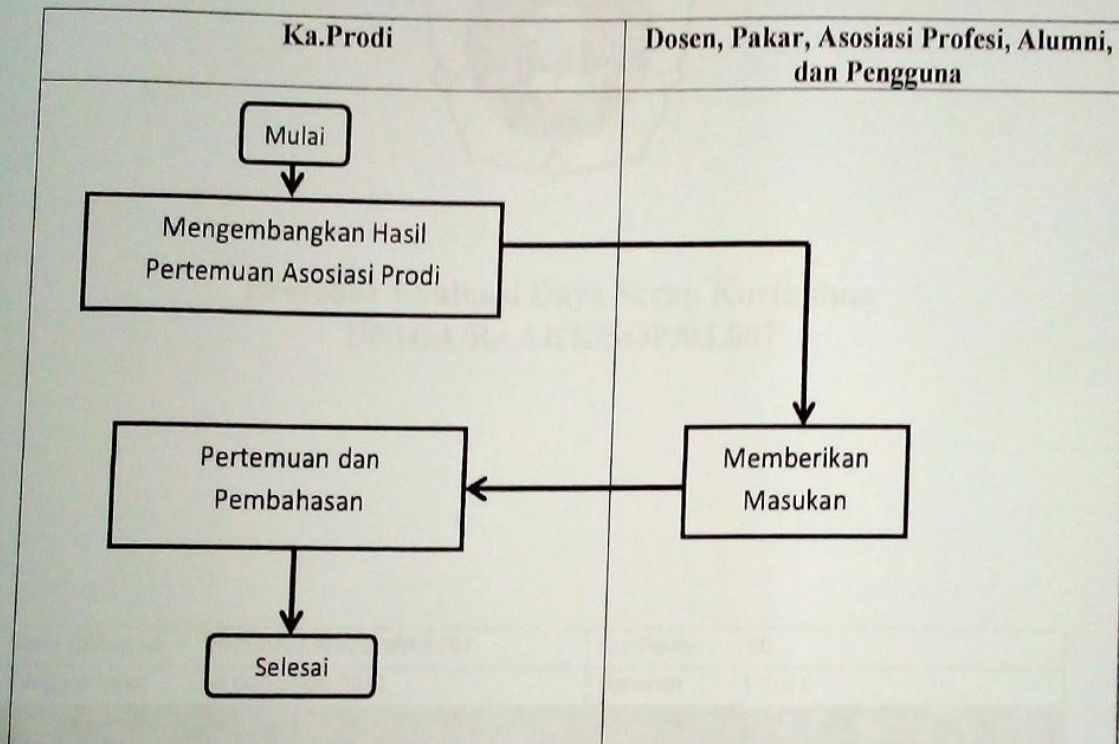 Ka.Prodi
Dosen, Pakar, Asosiasi Profesi, Alumni,
dan Pengguna
Mulai
Mengembangkan Hasil
Pertemuan Asosiasi Prodi
Pertemuan dan
Pembahasan
Memberikan
Masukan
Selesai